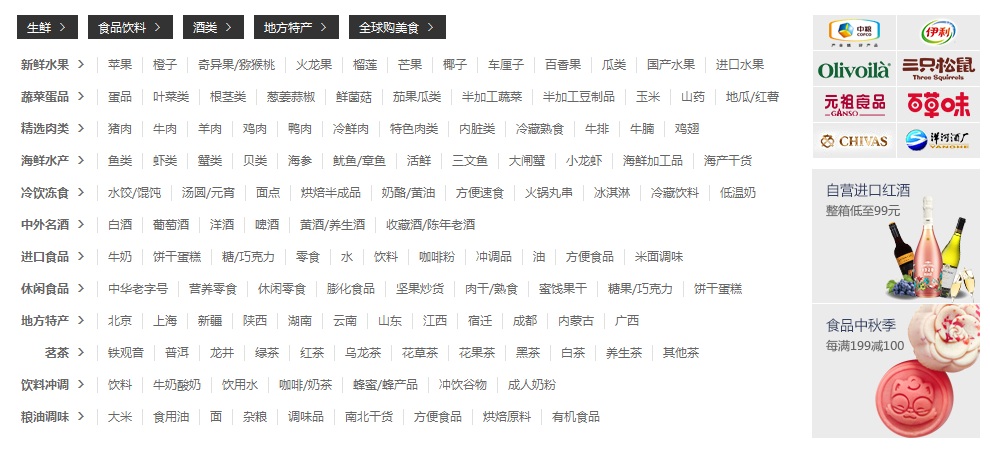 生鲜 > 食品饮料 > 酒类 > 地方特产 > 全球购美食 >
新鲜水果 > 苹果 橙子 奇异果/猕猴桃 火龙果 榴莲 芒果 椰子 车厘子 百香果 瓜类 国产水果 进口水果
蔬菜蛋品 > 蛋品 叶菜类 根茎类 葱姜蒜椒 鲜菌菇 茄果瓜类 半加工蔬菜 半加工豆制品 玉米 山药 地瓜/红薯
精选肉类 > 猪肉 牛肉 羊肉 鸡肉 鸭肉 冷鲜肉 特色肉类 内脏类 冷藏熟食 牛排 牛腩 鸡翅
海鲜水产 > 鱼类 虾类 蟹类 贝类 海参 鱿鱼/章鱼 活鲜 三文鱼 大闸蟹 小龙虾 海鲜加工品 海产干货
冷饮冻食 > 水饺/馄饨 汤圆/元宵 面点 烘焙半成品 奶酪/黄油 方便速食 火锅丸串 冰淇淋 冷藏饮料 低温奶
中外名酒 > 白酒 葡萄酒 洋酒 啤酒 黄酒/养生酒 收藏酒/陈年老酒
进口食品 > 牛奶 饼干蛋糕 糖/巧克力 零食 水 饮料 咖啡粉 冲调品 油 方便食品 米面调味
休闲食品 > 中华老字号 营养零食 休闲零食 膨化食品 坚果炒货 肉干/熟食 蜜饯果干 糖果/巧克力 饼干蛋糕
地方特产 > 北京 上海 新疆 陕西 湖南 云南 山东 江西 宿迁 成都 内蒙古 广西
茗茶 > 铁观音 普洱 龙井 绿茶 红茶 乌龙茶 花草茶 花果茶 黑茶 白茶 养生茶 其他茶
饮料冲调 > 饮料 牛奶酸奶 饮用水 咖啡/奶茶 蜂蜜/蜂产品 冲饮谷物 成人奶粉
粮油调味 > 大米 食用油 面 杂粮 调味品 南北干货 方便食品 烘焙原料 有机食品
中粮
COFCO
伊利
Olivoilà
三只松鼠
Three Squirrels
元祖食品
GANSO
百草味
CHIVAS
洋河酒厂
YANGHE
自营进口红酒
整箱低至99元
食品中秋季
每满199减100